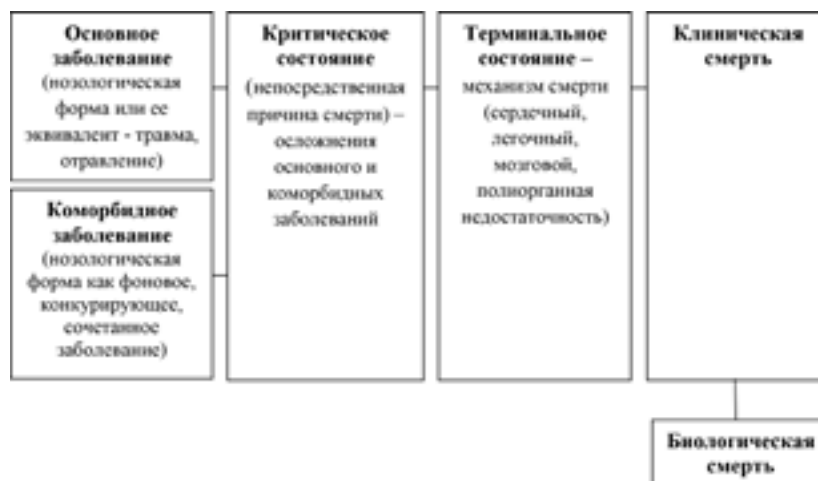 Основное
заболевание
(нозологическая
форма или ее
эквивалент - травма,
отравление)
Коморбидное
заболевание
(нозологическая
форма как фоновое,
конкурирующее,
сочетанное
заболевание)
Критическое
состояние
(непосредственная
причина смерти) –
осложнения
основного и
коморбидных
заболеваний
Терминальное
состояние –
механизм смерти
(сердечный,
легочный,
мозговой,
полиорганная
недостаточность)
Клиническая
смерть
Биологическая
смерть